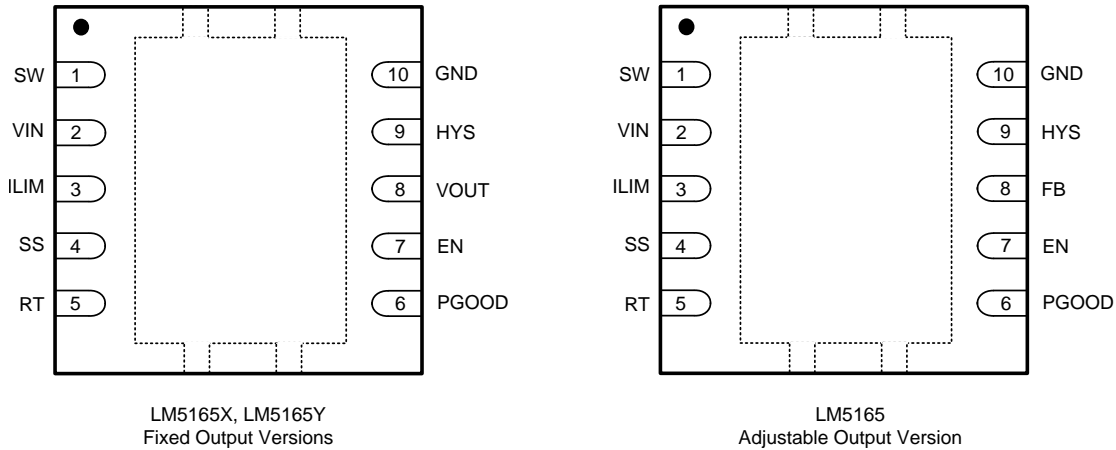 SW 1 10 GND
VIN 2 9 HYS
ILIM 3 8 VOUT
SS 4 7 EN
RT 5 6 PGOOD
LM5165X, LM5165Y
Fixed Output Versions
SW 1 10 GND
VIN 2 9 HYS
ILIM 3 8 FB
SS 4 7 EN
RT 5 6 PGOOD
LM5165
Adjustable Output Version